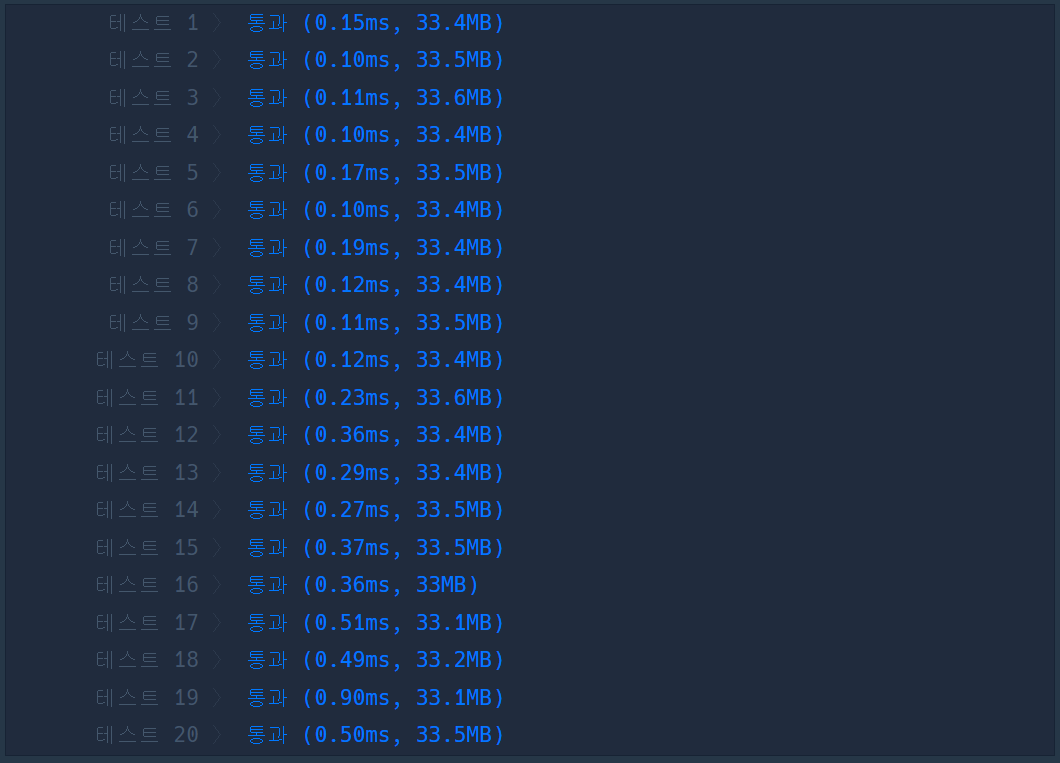 테스트 1 〉 통과 (0.15ms, 33.4MB)
테스트 2 〉 통과 (0.10ms, 33.5MB)
테스트 3 〉 통과 (0.11ms, 33.6MB)
테스트 4 〉 통과 (0.10ms, 33.4MB)
테스트 5 〉 통과 (0.17ms, 33.5MB)
테스트 6 〉 통과 (0.10ms, 33.4MB)
테스트 7 〉 통과 (0.19ms, 33.4MB)
테스트 8 〉 통과 (0.12ms, 33.4MB)
테스트 9 〉 통과 (0.11ms, 33.5MB)
테스트 10 〉 통과 (0.12ms, 33.4MB)
테스트 11 〉 통과 (0.23ms, 33.6MB)
테스트 12 〉 통과 (0.36ms, 33.4MB)
테스트 13 〉 통과 (0.29ms, 33.4MB)
테스트 14 〉 통과 (0.27ms, 33.5MB)
테스트 15 〉 통과 (0.37ms, 33.5MB)
테스트 16 〉 통과 (0.36ms, 33MB)
테스트 17 〉 통과 (0.51ms, 33.1MB)
테스트 18 〉 통과 (0.49ms, 33.2MB)
테스트 19 〉 통과 (0.90ms, 33.1MB)
테스트 20 〉 통과 (0.50ms, 33.5MB)